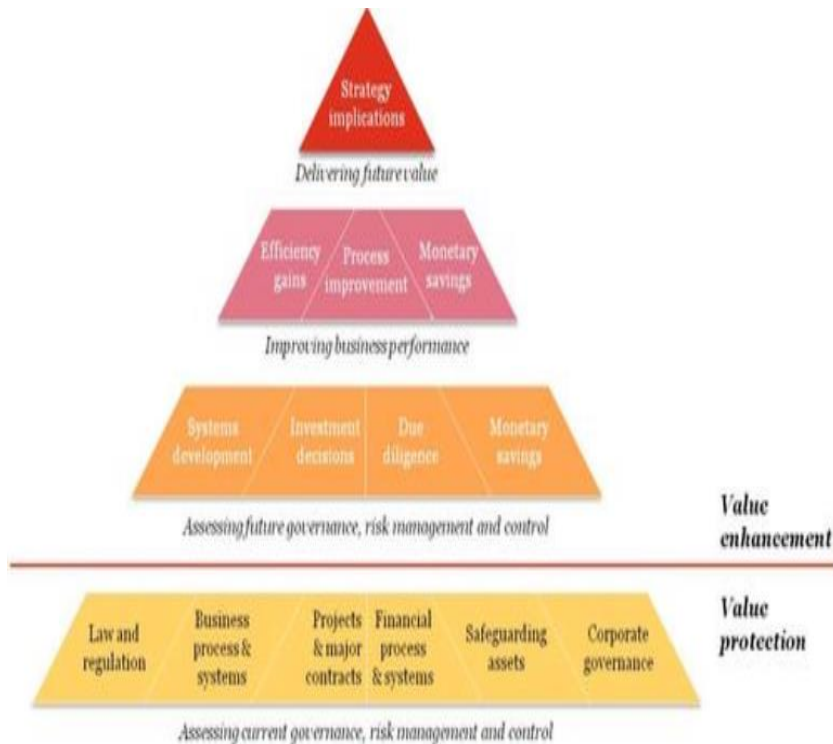 Strategy
implications
Delivering future value
Efficiency
gains
Process
improvement
Monetary
savings
Improving business performance
Systems
development
Investment
decisions
Due
diligence
Monetary
savings
Assessing future governance, risk management and control
Value
enhancement
Value
protection
Law and
regulation
Business
process &
systems
Projects
& major
contracts
Financial
process
& systems
Safeguarding
assets
Corporate
governance
Assessing current governance, risk management and control